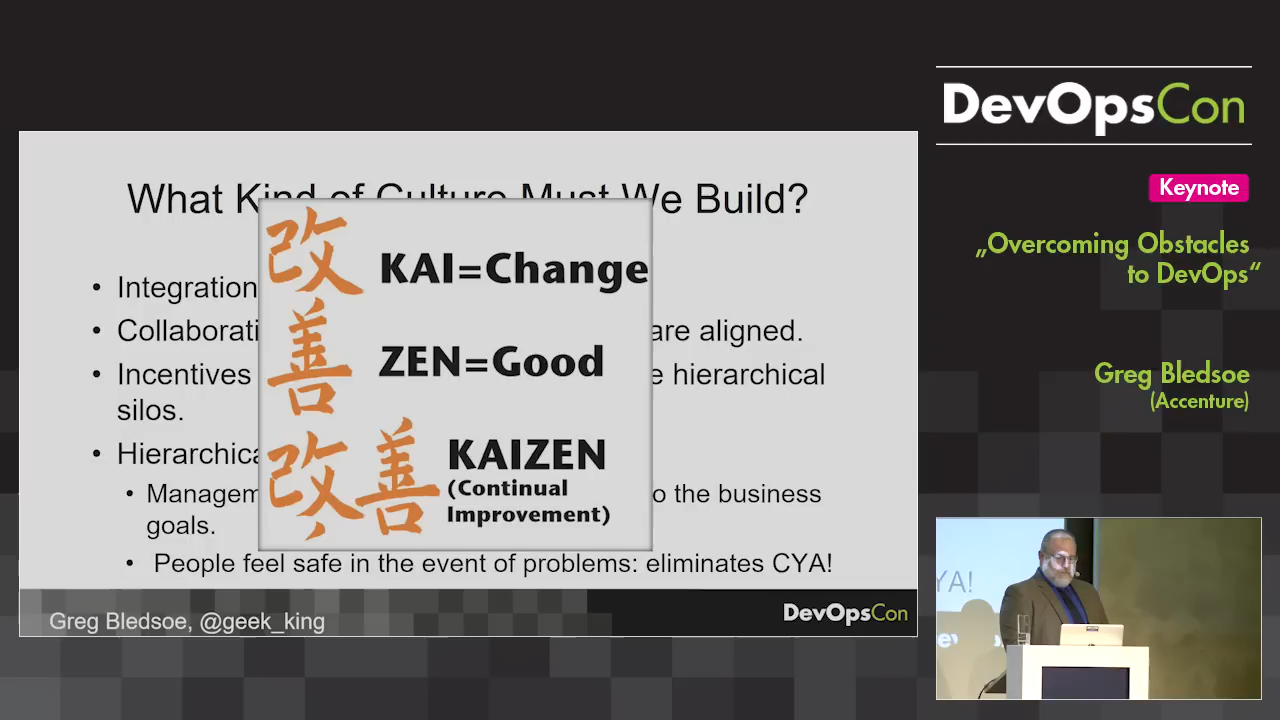 DevOpsCon
Keynote
„Overcoming Obstacles
to DevOps“
Greg Bledsoe
(Accenture)
What Kind of Culture Must We Build?
• Integration
• Collaborati are aligned.
• Incentives hierarchical
silos.
• Hierarchica
• Managem o the business
goals.
• People feel safe in the event of problems: eliminates CYA!
改 KAI=Change
善 ZEN=Good
改善 KAIZEN
(Continual
Improvement)
Greg Bledsoe, @geek_king
DevOpsCon
YA!